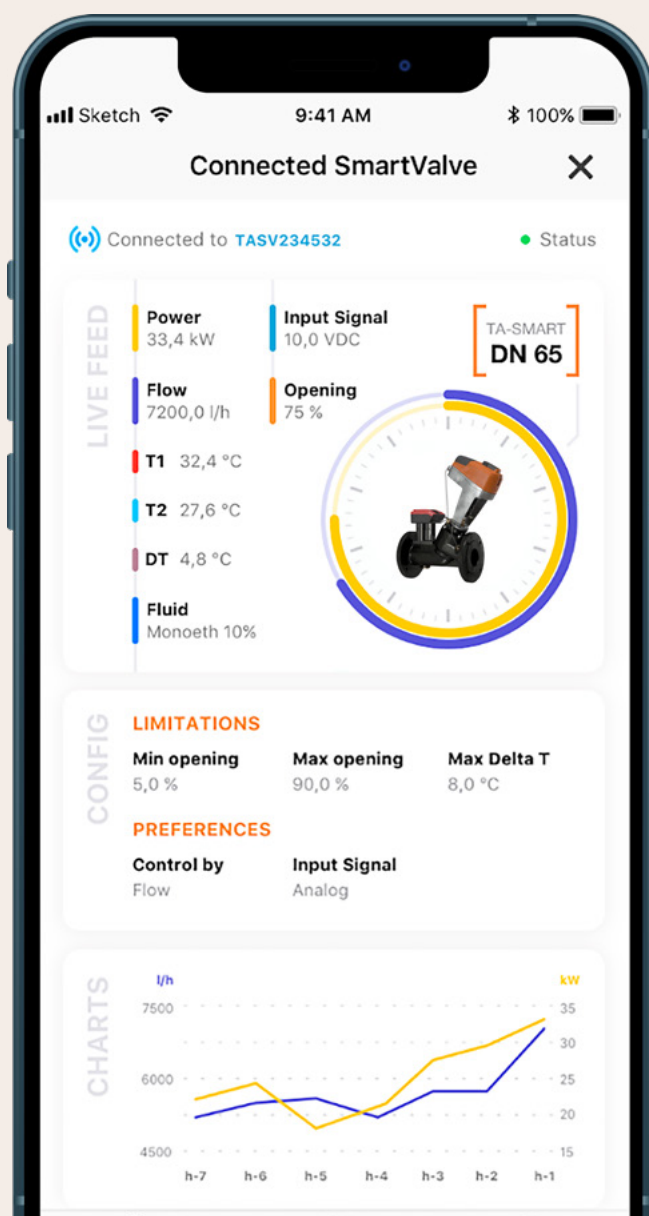 Sketch 9:41 AM 100%
Connected SmartValve
Connected to TASV234532 Status
LIVE FEED
Power Input Signal
33,4 kW 10,0 VDC
TA-SMART
DN 65
Flow Opening
7200,0 l/h 75 %
T1 32,4 °C
T2 27,6 °C
DT 4,8 °C
Fluid
Monoeth 10%
CONFIG
LIMITATIONS
Min opening Max opening Max Delta T
5,0 % 90,0 % 8,0 °C
PREFERENCES
Control by Input Signal
Flow Analog
CHARTS
l/h kW
7500 35
30
6000 25
20
4500 15
h-7 h-6 h-5 h-4 h-3 h-2 h-1